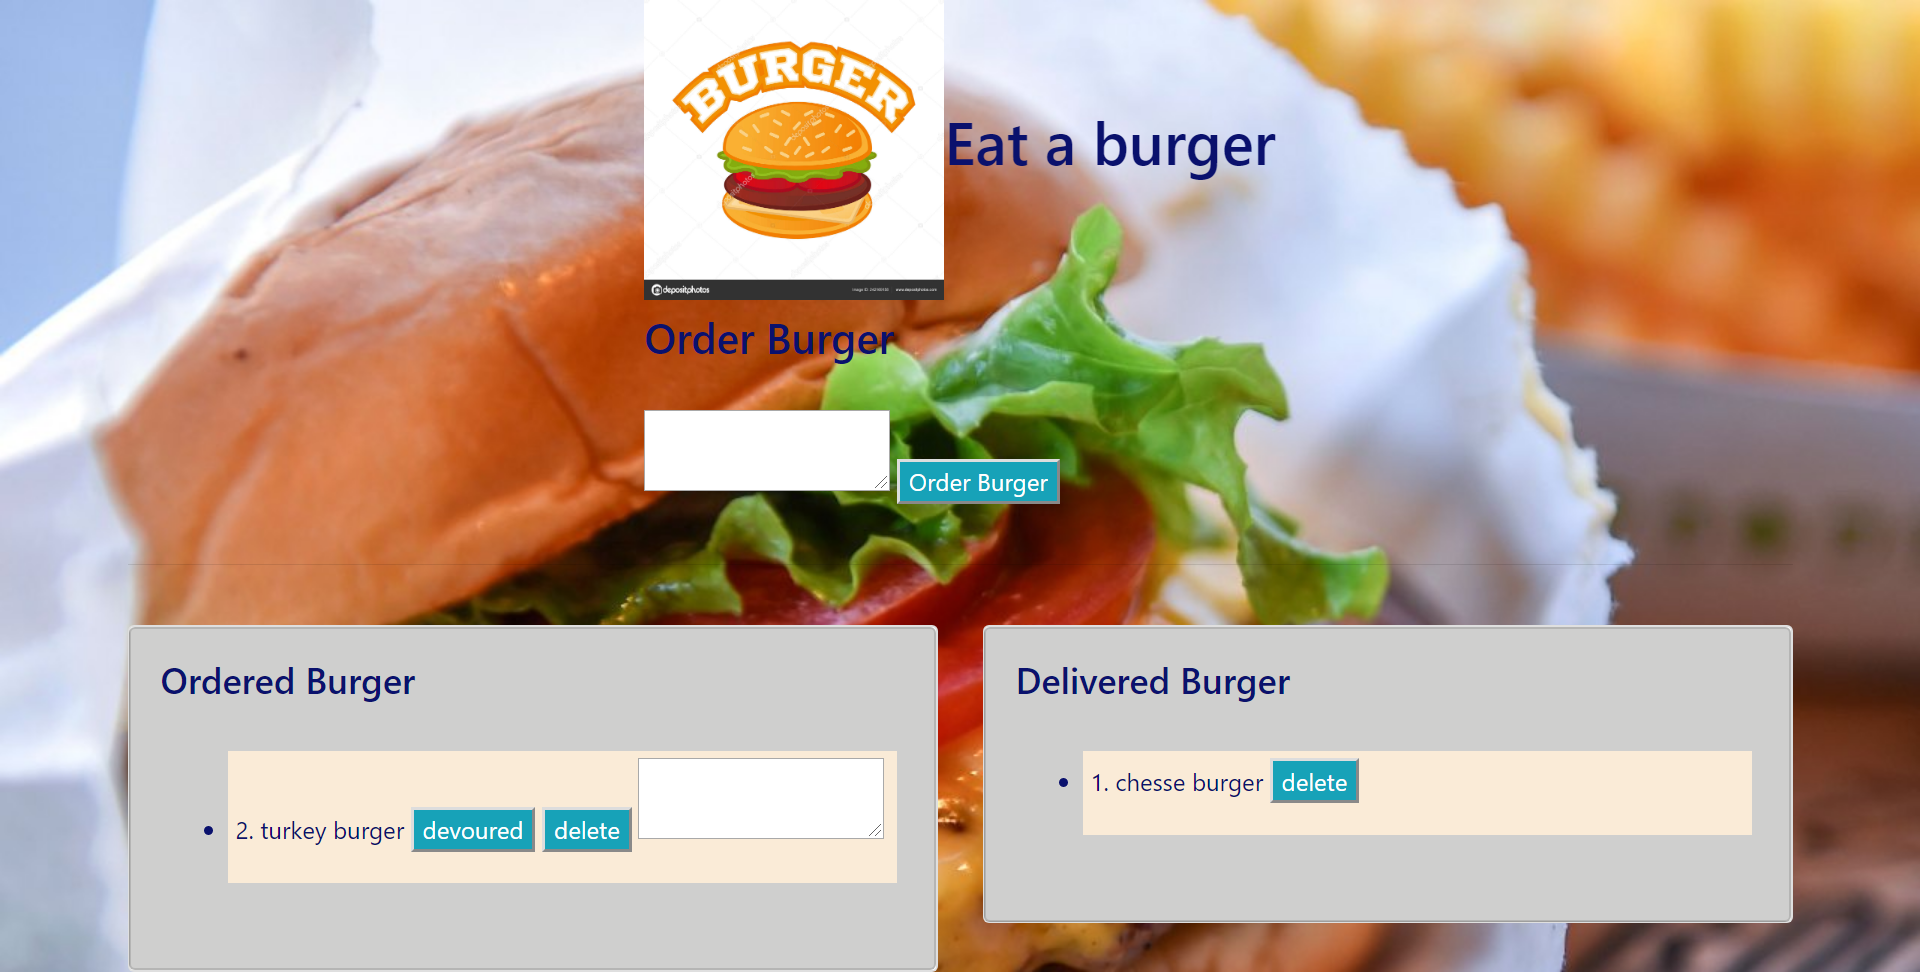 BURGER
depositphotos
Eat a burger
Order Burger
Order Burger
Ordered Burger
2. turkey burger devoured delete
Delivered Burger
1. chesse burger delete